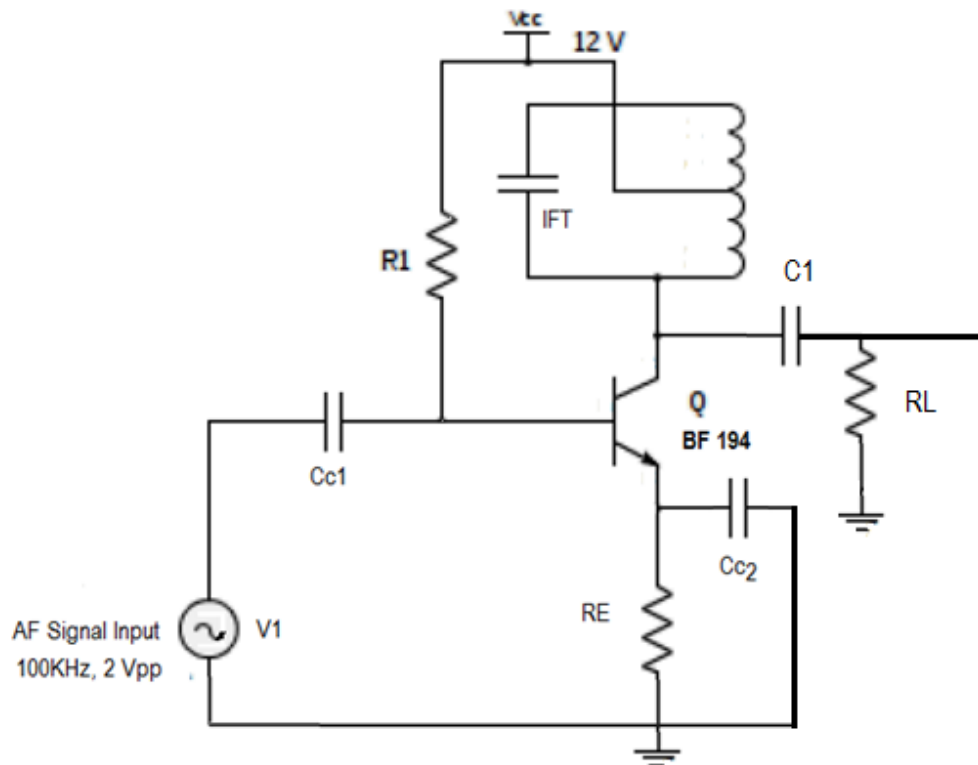 Vcc
12 V
IFT
R1
C1
RL
Q
BF 194
Cc1
Cc2
RE
AF Signal Input
100KHz, 2 Vpp
V1